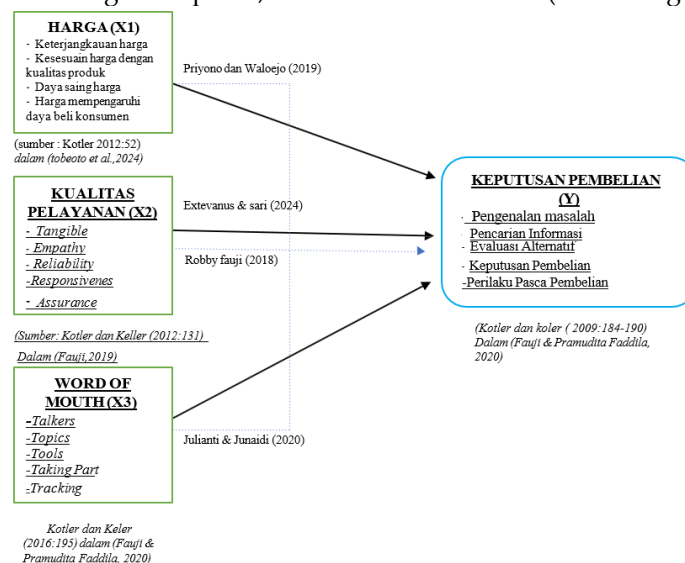 HARGA (X1)
- Keterjangkauan harga
- Kesesuain harga dengan
kualitas produk
- Daya saing harga
- Harga mempengaruhi
daya beli konsumen
(sumber : Kotler 2012:52)
dalam (tobeoto et al.,2024)
Priyono dan Waloejo (2019)
KUALITAS
PELAYANAN (X2)
- Tangible
- Empathy
- Reliability
-Responsivenes
- Assurance
(Sumber: Kotler dan Keller (2012:131)
Dalam (Fauji,2019)
Extevanus & sari (2024)
Robby fauji (2018)
WORD OF
MOUTH (X3)
-Talkers
-Topics
-Tools
-Taking Part
-Tracking
Kotler dan Keler
(2016:195) dalam (Fauji &
Pramudita Faddila, 2020)
Julianti & Junaidi (2020)
KEPUTUSAN PEMBELIAN
(Y)
- Pengenalan masalah
Pencarian Informasi
- Evaluasi Alternatif
- Keputusan Pembelian
-Perilaku Pasca Pembelian
(Kotler dan koler ( 2009:184-190)
Dalam (Fauji & Pramudita Faddila,
2020)